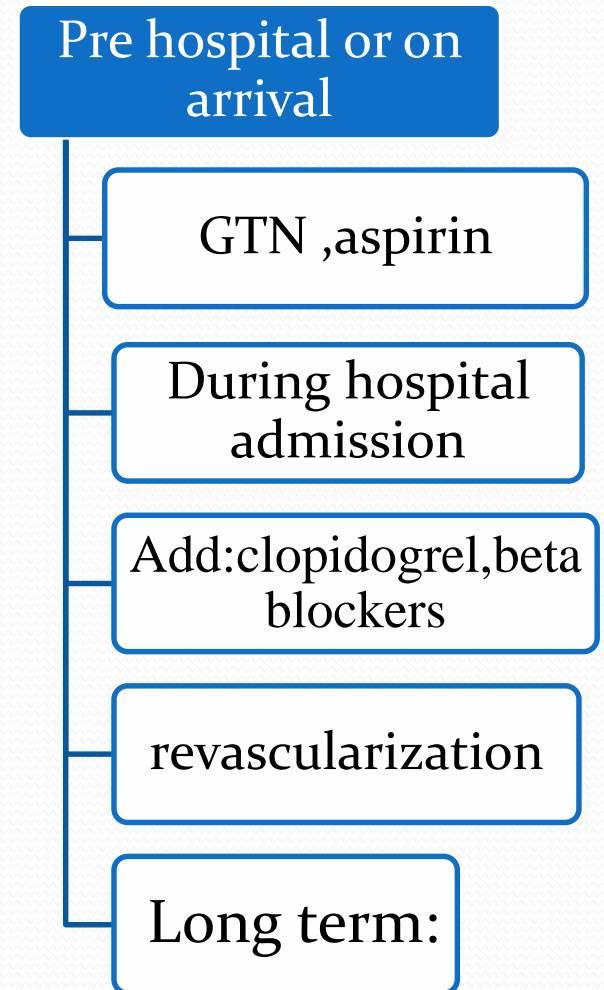 Pre hospital or on
arrival
GTN ,aspirin
During hospital
admission
Add:clopidogrel,beta
blockers
revascularization
Long term: